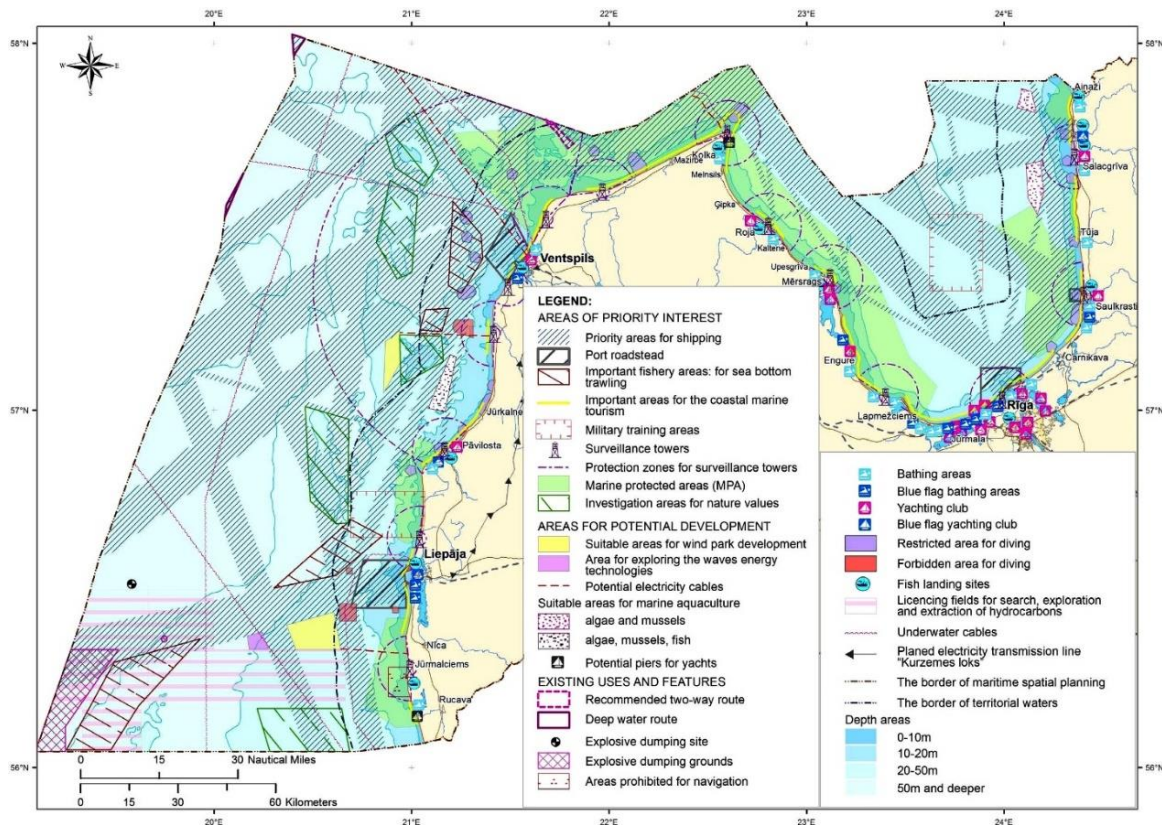 20°E
21°E
22°E
23°E
24°E
58°N
58°N
N
W
E
S
Ainaži
Kolka
Mazirbe
Salacgrīva
Melnsils
Ģipka
Tūja
Roja
Kaltene
Ventspils
Upesgrīva
Mērsrags
Saulkrasti
Engure
Carnikava
57°N
57°N
Lapmežciems
Rīga
Jūrmala
Jūrkalne
Pāvilosta
Liepāja
Nīca
Jūrmalciems
Rucava
56°N
56°N
LEGEND:
AREAS OF PRIORITY INTEREST
Priority areas for shipping
Port roadstead
Important fishery areas: for sea bottom
trawling
Important areas for the coastal marine
tourism
Military training areas
Surveillance towers
Protection zones for surveillance towers
Marine protected areas (MPA)
Investigation areas for nature values
AREAS FOR POTENTIAL DEVELOPMENT
Suitable areas for wind park development
Area for exploring the waves energy
technologies
Potential electricity cables
Suitable areas for marine aquaculture
algae and mussels
algae, mussels, fish
Potential piers for yachts
EXISTING USES AND FEATURES
Recommended two-way route
Deep water route
Explosive dumping site
Explosive dumping grounds
Areas prohibited for navigation
Bathing areas
Blue flag bathing areas
Yachting club
Blue flag yachting club
Restricted area for diving
Forbidden area for diving
Fish landing sites
Licencing fields for search, exploration
and extraction of hydrocarbons
Underwater cables
Planed electricity transmission line
"Kurzemes loks"
The border of maritime spatial planning
The border of territorial waters
Depth areas
0-10m
10-20m
20-50m
50m and deeper
0 15 30 Nautical Miles
0 15 30 60 Kilometers
20°E
21°E
22°E
23°E
24°E